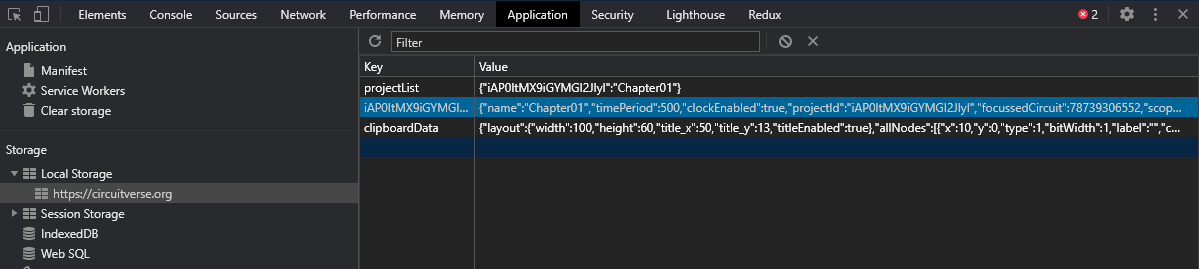 Elements Console Sources Network Performance Memory Application Security Lighthouse Redux 2
Application
Manifest
Service Workers
Clear storage
Storage
Local Storage
https://circuitverse.org
Session Storage
IndexedDB
Web SQL
Filter
Key Value
projectList {"iAP0ItMX9iGYMGI2JIyI":"Chapter01"}
iAP0ItMX9iGYMGI... {"name":"Chapter01","timePeriod":500,"clockEnabled":true,"projectId":"iAP0ItMX9iGYMGI2JIyI","focussedCircuit":78739306552,"scop...
clipboardData {"layout":{"width":100,"height":60,"title_x":50,"title_y":13,"titleEnabled":true},"allNodes":[{"x":10,"y":0,"type":1,"bitWidth":1,"label":"","c...